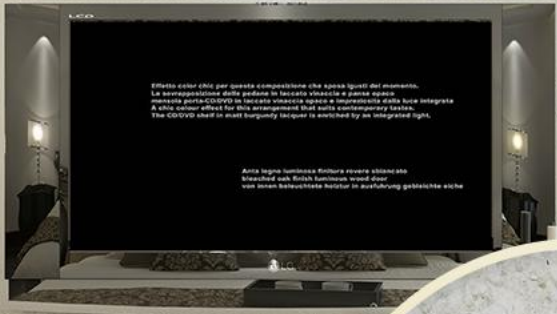 LCD
Effetto color chic per questa composizione che sposa igusti del momento.
La sovrapposizione delle pedane in laccato vinaccia e panna opaco
mensola porta-CD/DVD in laccato vinaccia opaco e impreziosita dalla luce integrata
A chic colour effect for this arrangement that suits contemporary tastes.
The CD/DVD shelf in matt burgundy lacquer is enriched by an integrated light.
Anta legno luminosa finitura rovere sbiancato
bleached oak finish luminous wood door
von innen beleuchtete holztur in ausfuhrung gebleichte eiche
LG